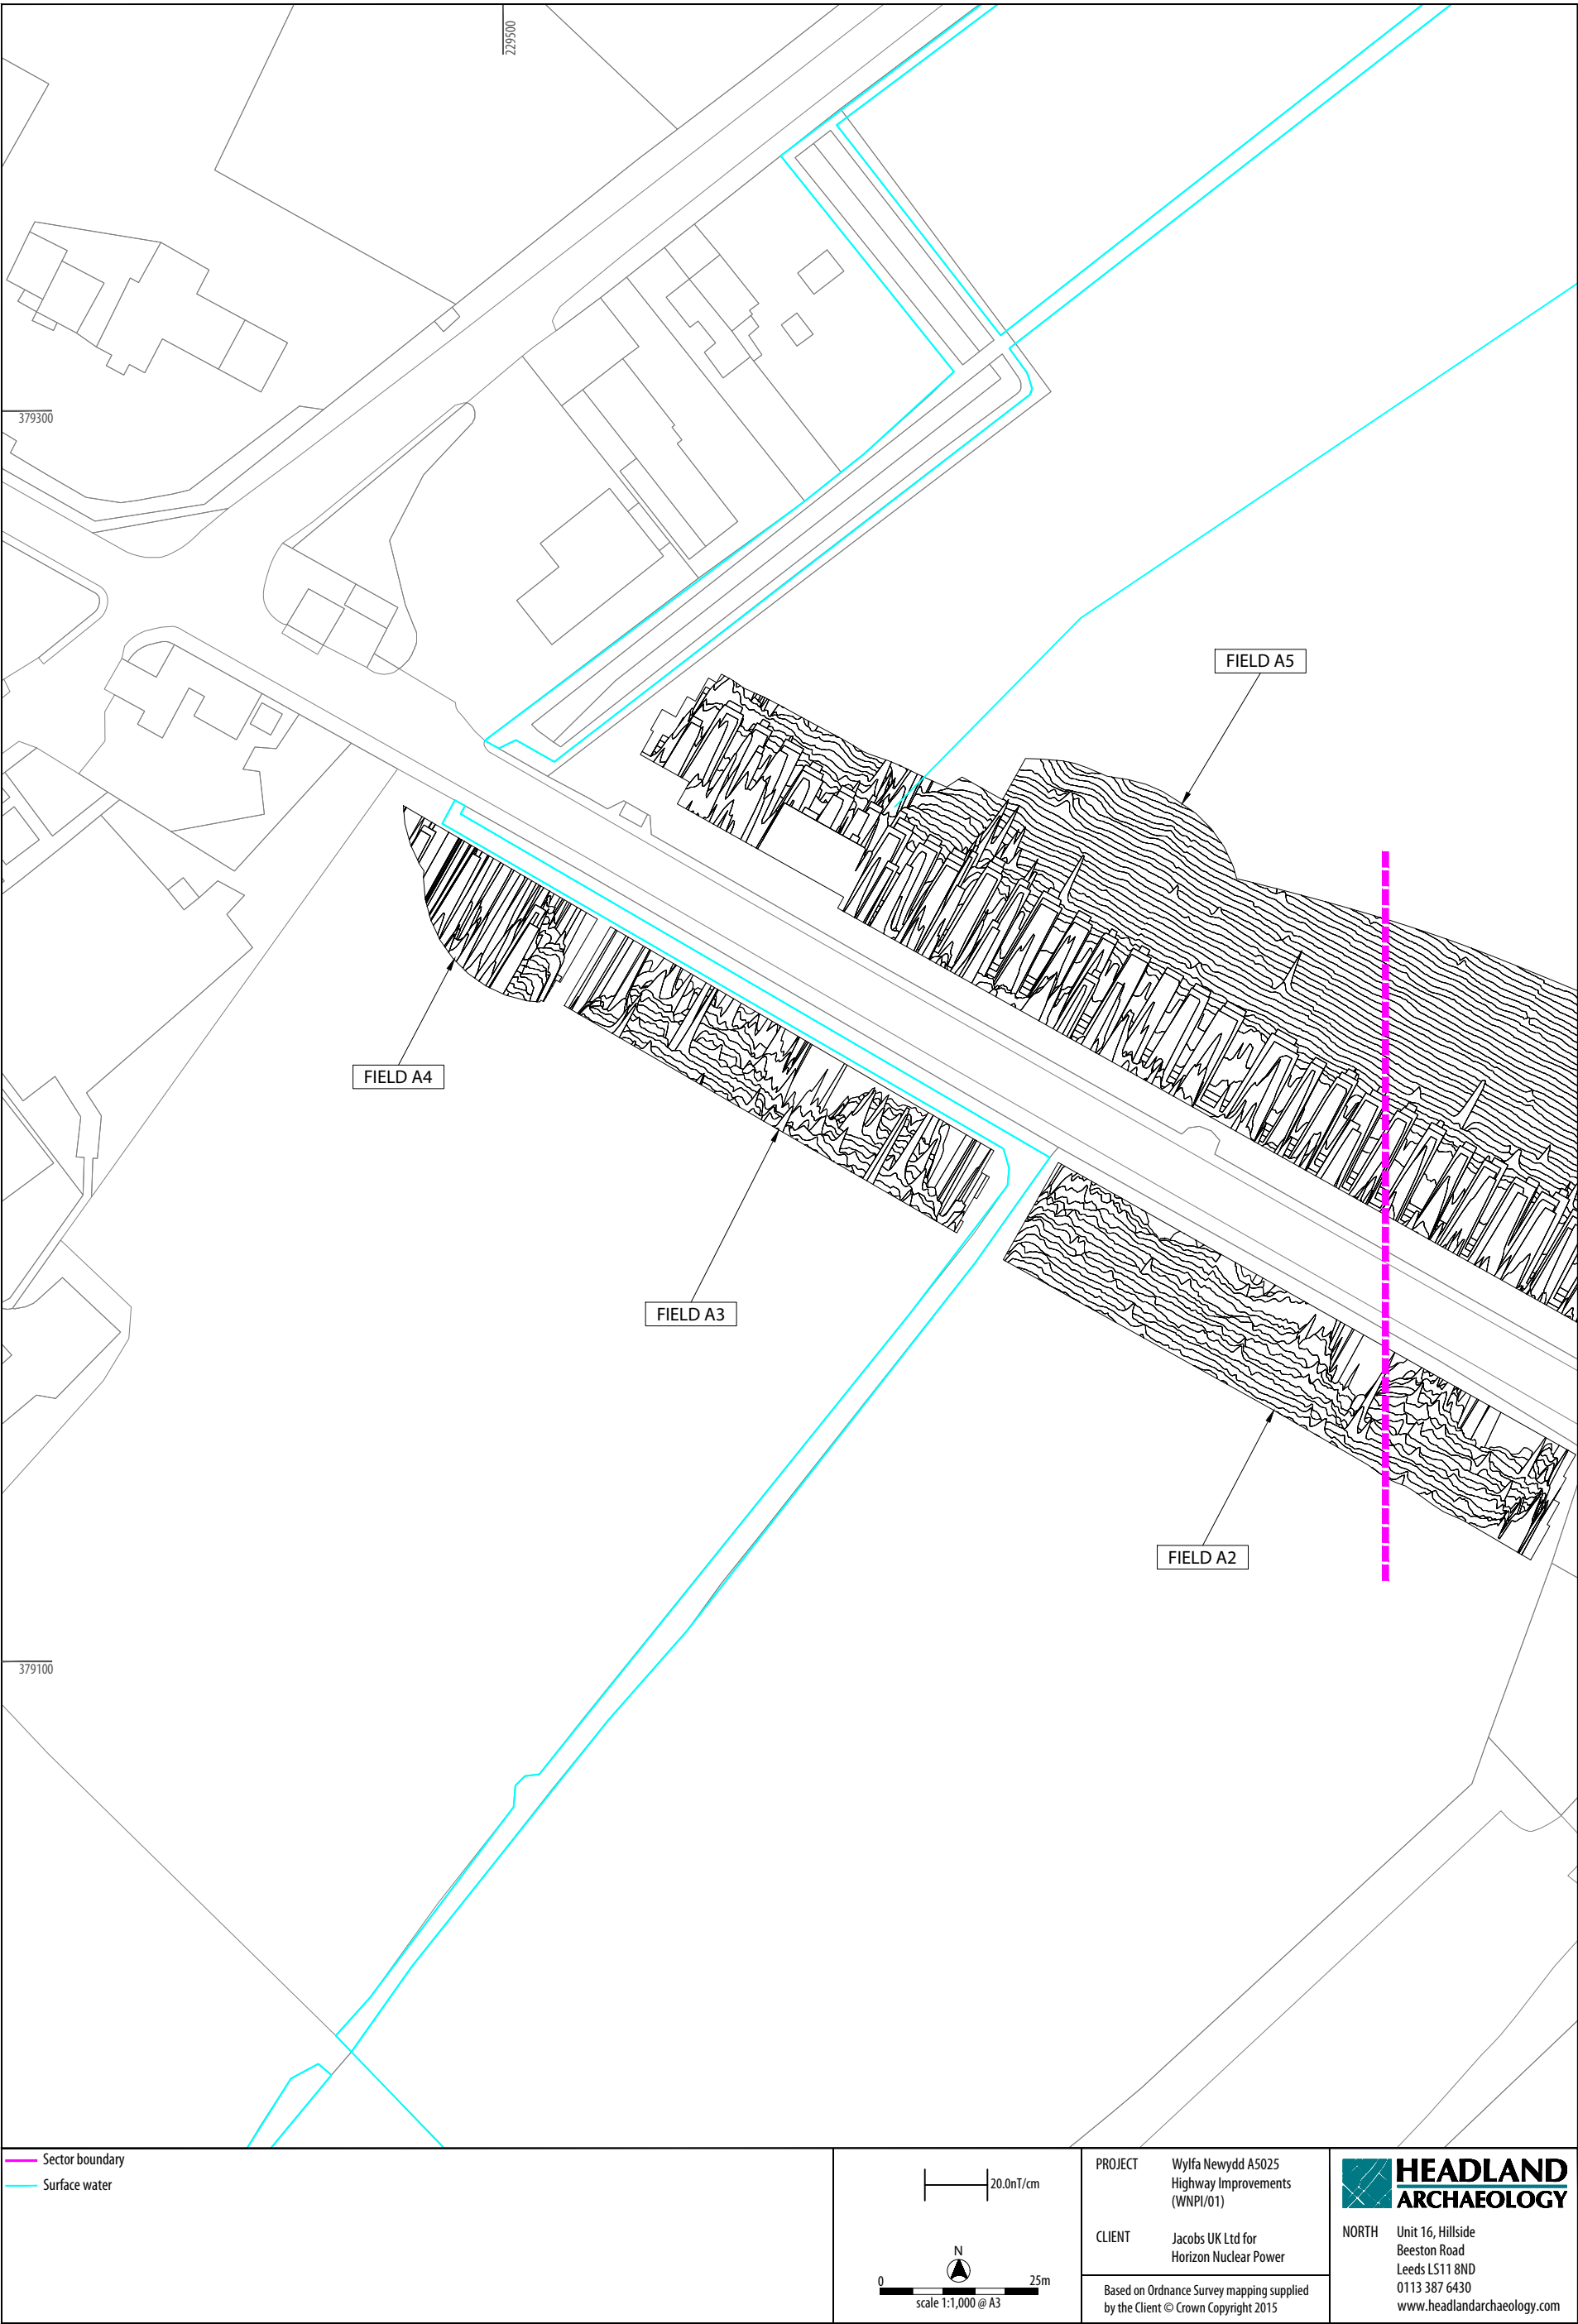 229500
379300
FIELD A5
FIELD A4
FIELD A3
FIELD A2
379100
Sector boundary
Surface water
20.0nT/cm
N
0 25m
scale 1:1,000 @ A3
PROJECT Wylfa Newydd A5025
Highway Improvements
(WNPI/01)
CLIENT Jacobs UK Ltd for
Horizon Nuclear Power
Based on Ordnance Survey mapping supplied
by the Client © Crown Copyright 2015
HEADLAND
ARCHAEOLOGY
NORTH Unit 16, Hillside
Beeston Road
Leeds LS11 8ND
0113 387 6430
www.headlandarchaeology.com